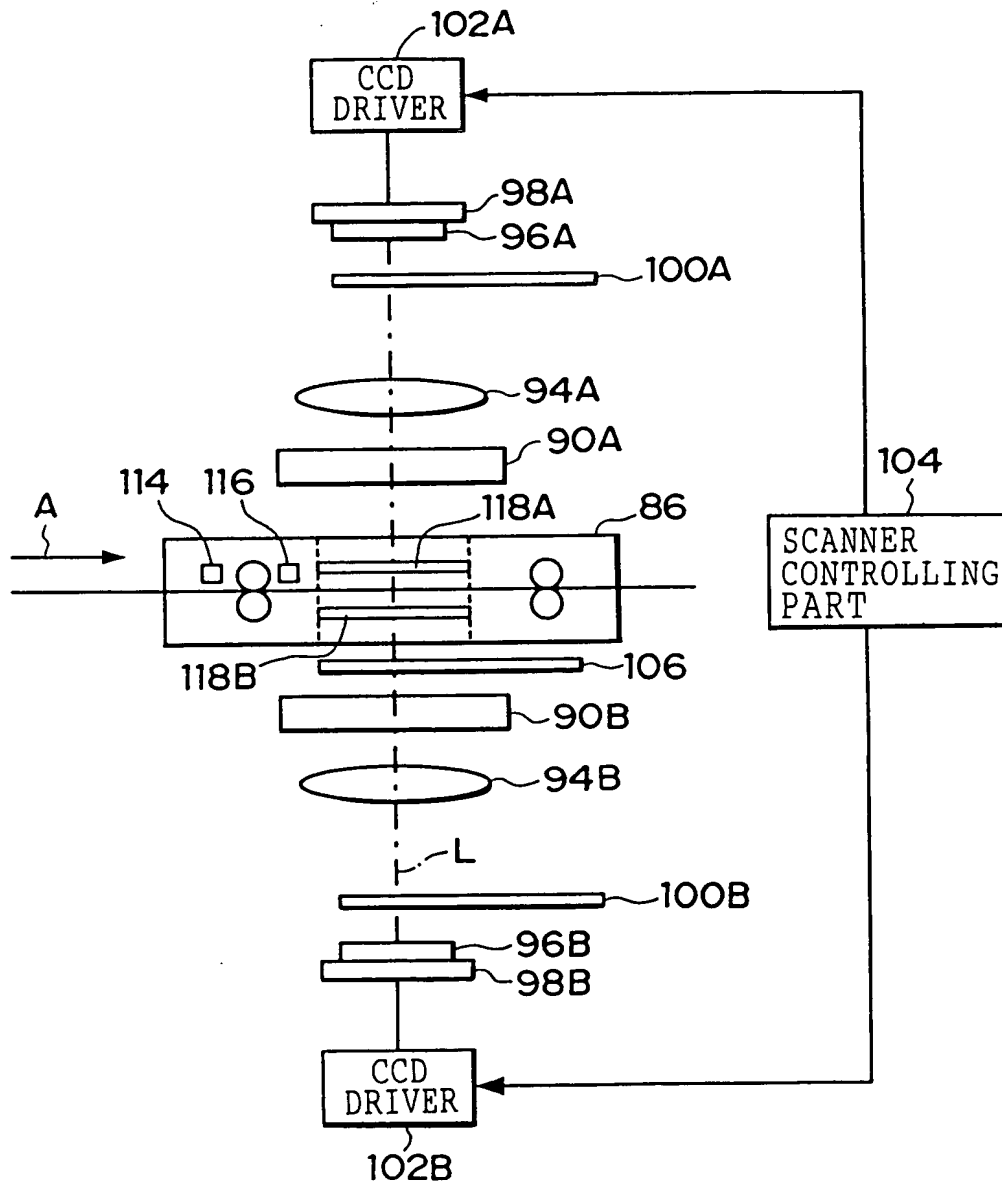 102A
CCD
DRIVER
98A
96A
100A
94A
90A
104
114
116
118A
86
A
SCANNER
CONTROLLING
PART
118B
106
90B
94B
L
100B
96B
98B
CCD
DRIVER
102B